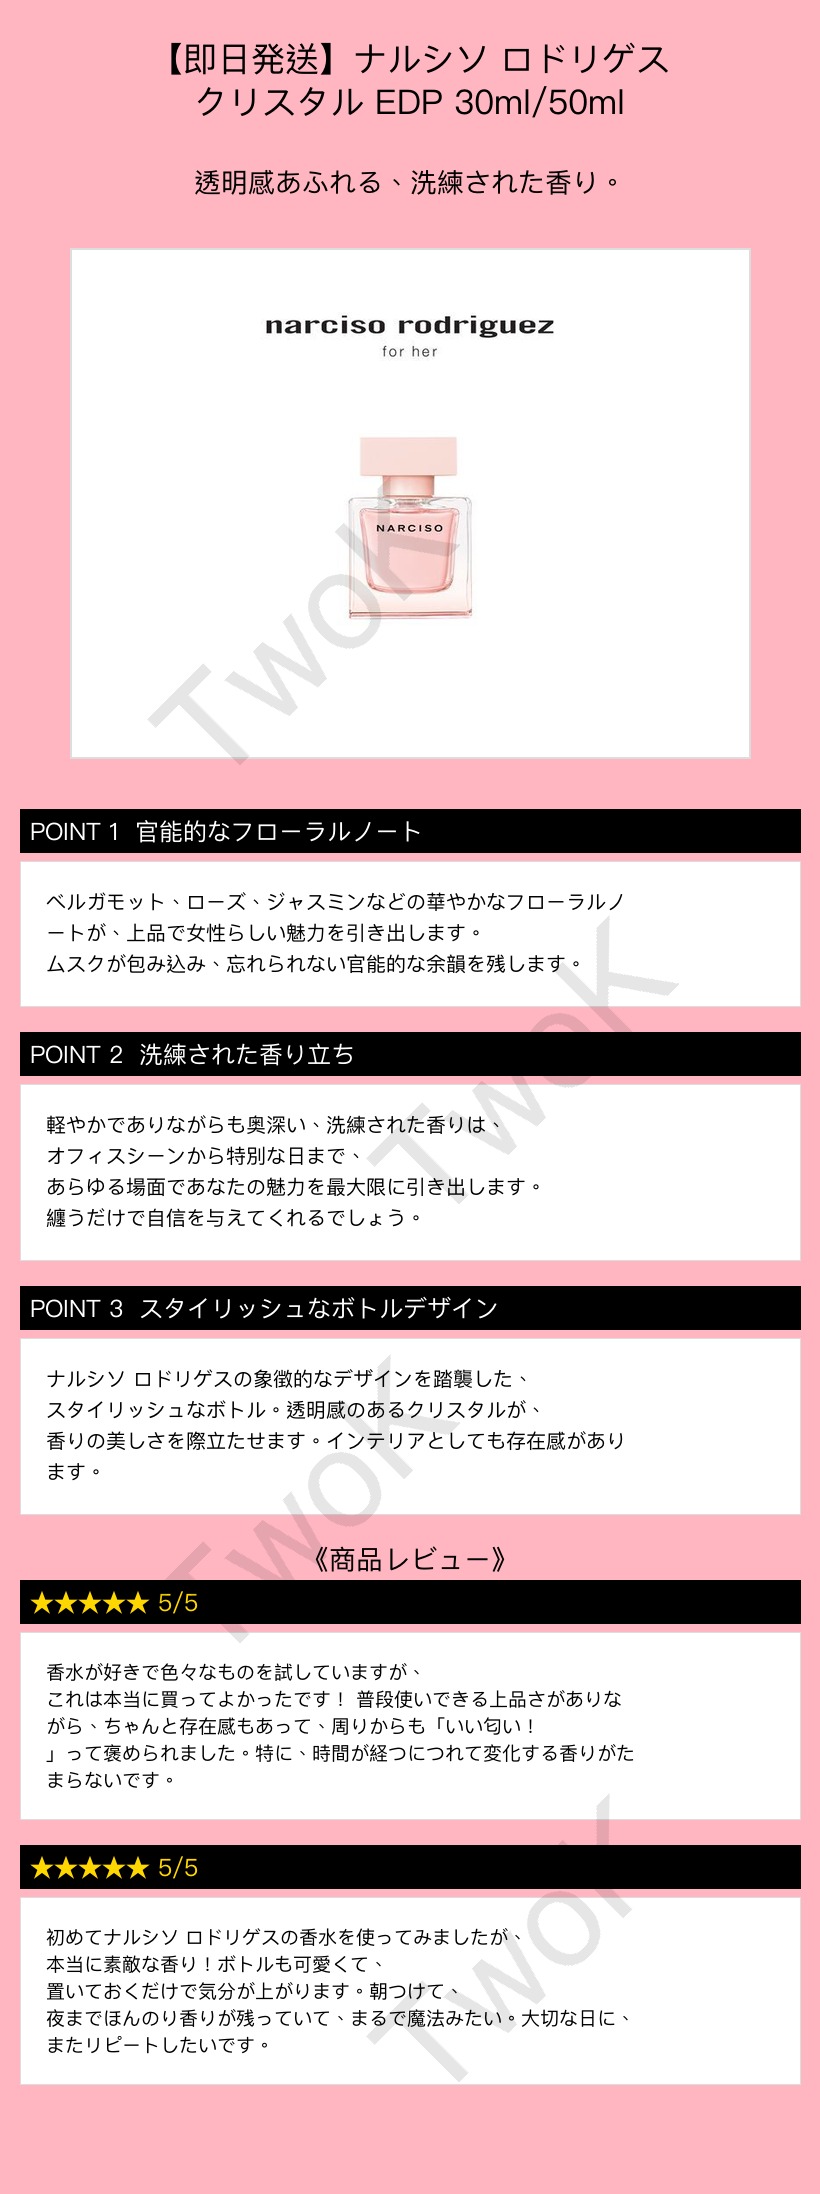 【即日発送】ナルシソ ロドリゲス
クリスタル EDP 30ml/50ml
透明感あふれる、洗練された香り。
narciso rodriguez
for her
NARCISO
TwoK
POINT 1 官能的なフローラルノート
ベルガモット、ローズ、ジャスミンなどの華やかなフローラルノ
ートが、上品で女性らしい魅力を引き出します。
ムスクが包み込み、忘れられない官能的な余韻を残します。
TwoK
POINT 2 洗練された香り立ち
軽やかでありながらも奥深い、洗練された香りは、
オフィスシーンから特別な日まで、
あらゆる場面であなたの魅力を最大限に引き出します。
纏うだけで自信を与えてくれるでしょう。
POINT 3 スタイリッシュなボトルデザイン
ナルシソ ロドリゲスの象徴的なデザインを踏襲した、
スタイリッシュなボトル。透明感のあるクリスタルが、
香りの美しさを際立たせます。インテリアとしても存在感があり
ます。
TwoK
《商品レビュー》
★★★★★ 5/5
香水が好きで色々なものを試していますが、
これは本当に買ってよかったです！ 普段使いできる上品さがありな
がら、ちゃんと存在感もあって、周りからも「いい匂い！
」って褒められました。特に、時間が経つにつれて変化する香りがた
まらないです。
★★★★★ 5/5
初めてナルシソ ロドリゲスの香水を使ってみましたが、
本当に素敵な香り！ボトルも可愛くて、
置いておくだけで気分が上がります。朝つけて、
夜までほんのり香りが残っていて、まるで魔法みたい。大切な日に、
またリピートしたいです。
TwoK